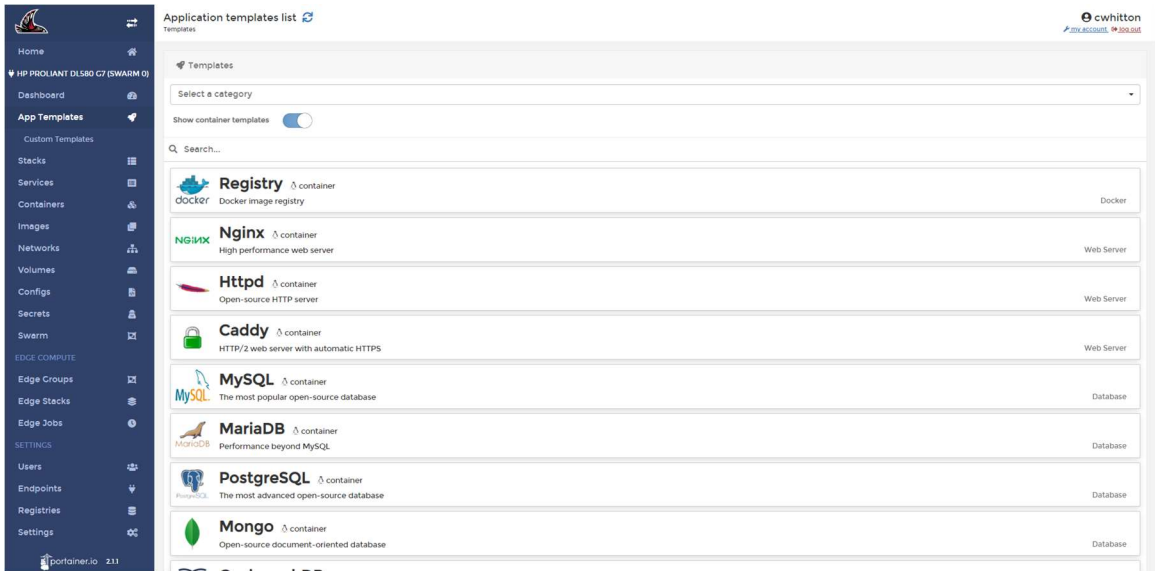 Home
HP PROLIANT DL580 G7 (SWARM 0)
Dashboard
App Templates
Custom Templates
Stacks
Services
Containers
Images
Networks
Volumes
Configs
Secrets
Swarm
EDGE COMPUTE
Edge Groups
Edge Stacks
Edge Jobs
SETTINGS
Users
Endpoints
Registries
Settings
portainer.io 2.1.1
Application templates list
Templates
cwhitton
my account log out
Templates
Select a category
Show container templates
Search...
docker
Registry container
Docker image registry
Docker
NGINX
Nginx container
High performance web server
Web Server
Httpd container
Open-source HTTP server
Web Server
Caddy container
HTTP/2 web server with automatic HTTPS
Web Server
MySQL
MySQL container
The most popular open-source database
Database
MariaDB
MariaDB container
Performance beyond MySQL
Database
PostgreSQL
PostgreSQL container
The most advanced open-source database
Database
Mongo container
Open-source document-oriented database
Database